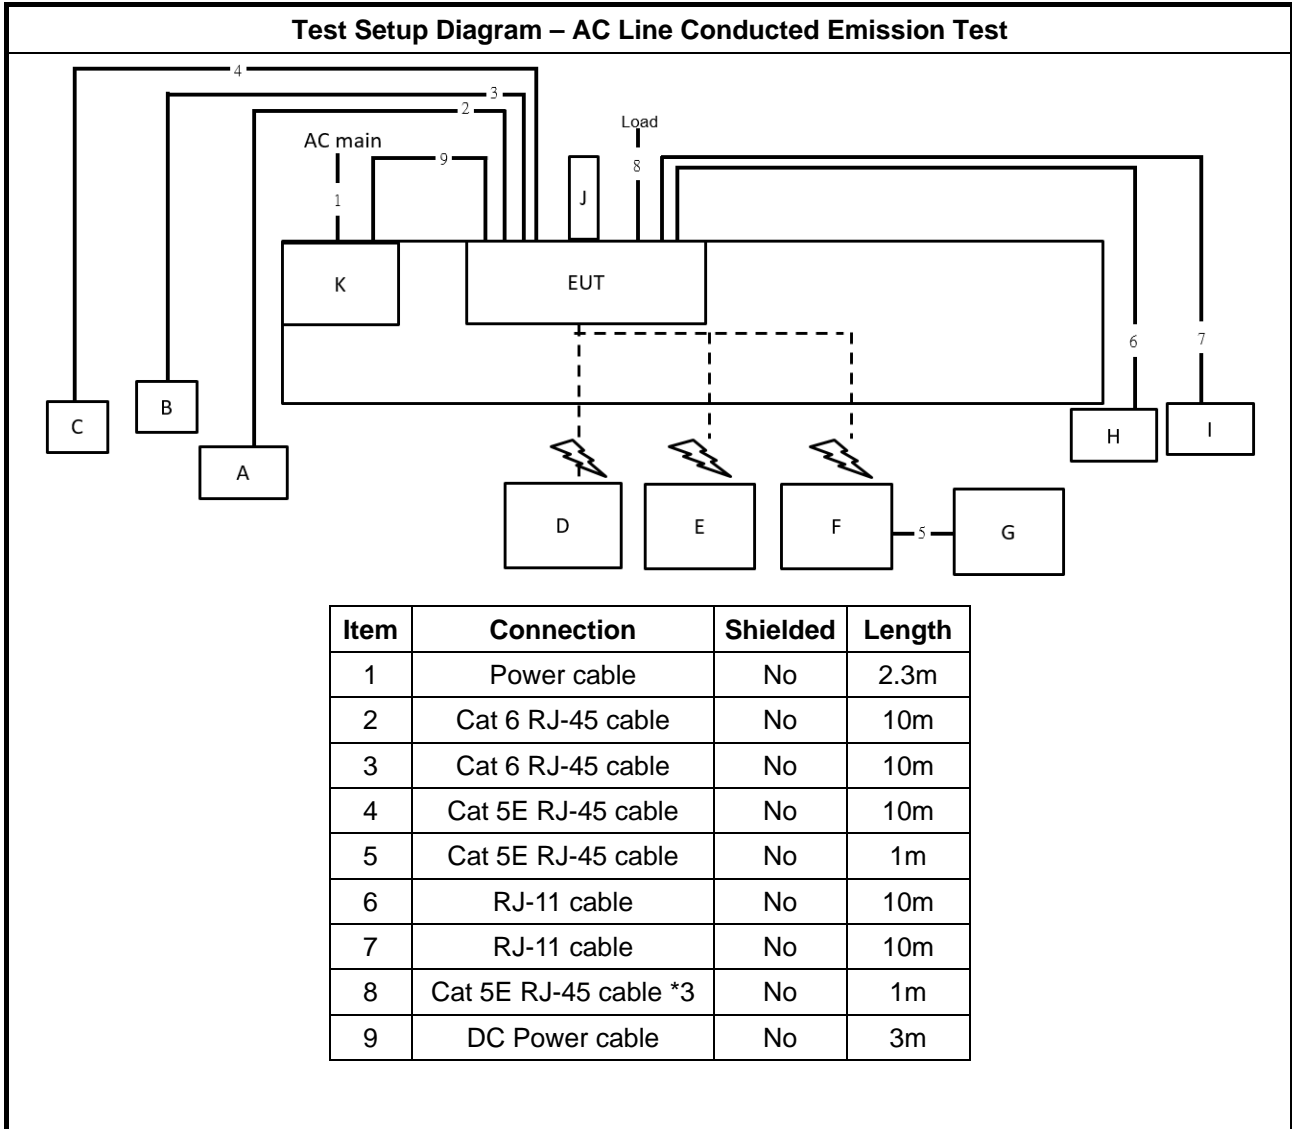 Test Setup Diagram – AC Line Conducted Emission Test
4
3
2
AC main
9
Load
8
J
1
K
EUT
6
7
C
B
A
H
I
D
E
F
5
G
Item Connection Shielded Length
1 Power cable No 2.3m
2 Cat 6 RJ-45 cable No 10m
3 Cat 6 RJ-45 cable No 10m
4 Cat 5E RJ-45 cable No 10m
5 Cat 5E RJ-45 cable No 1m
6 RJ-11 cable No 10m
7 RJ-11 cable No 10m
8 Cat 5E RJ-45 cable *3 No 1m
9 DC Power cable No 3m